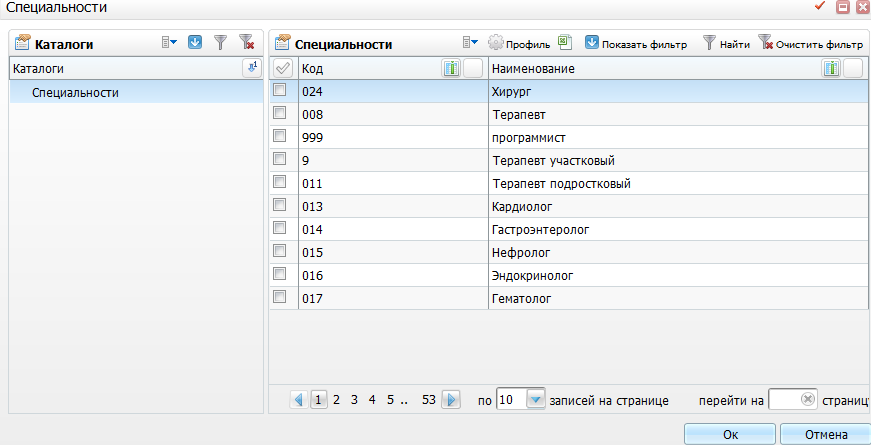 Специальности
Каталоги
Каталоги
Специальности
Специальности Профиль Показать фильтр Найти Очистить фильтр
Код Наименование
024 Хирург
008 Терапевт
999 программист
9 Терапевт участковый
011 Терапевт подростковый
013 Кардиолог
014 Гастроэнтеролог
015 Нефролог
016 Эндокринолог
017 Гематолог
1 2 3 4 5 .. 53 по 10 записей на странице перейти на страниц
Ок Отмена